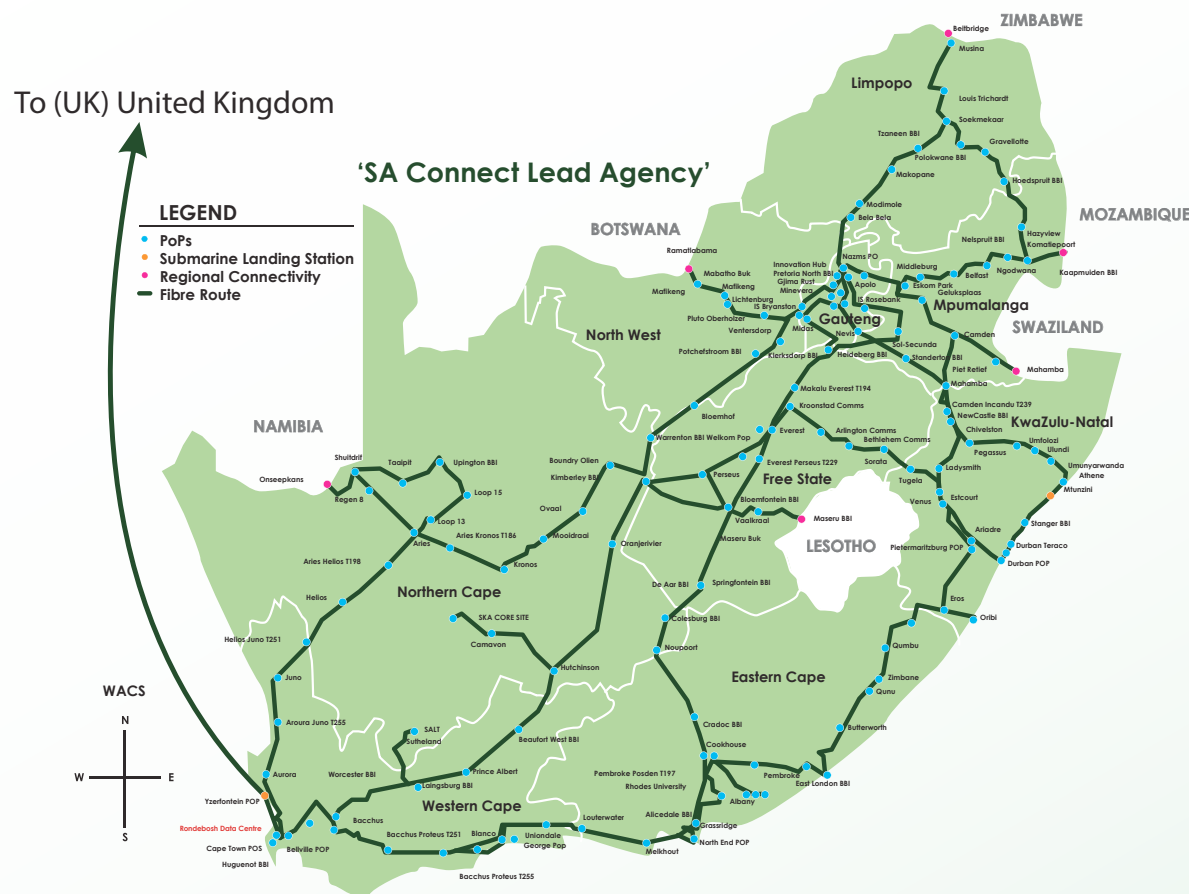 ZIMBABWE
Beitbridge
Musina
Limpopo
To (UK) United Kingdom
Louis Trichardt
Soekmekaar
Tzaneen BBI
Gravellotte
Polokwane BBI
'SA Connect Lead Agency'
Makopane
Hoedspruit BBI
LEGEND
PoPs
Submarine Landing Station
Regional Connectivity
Fibre Route
Modimole
Bela Bela
MOZAMBIQUE
BOTSWANA
Ramatlabama
Hazyview
Nelspruit BBI
Komatiepoort
Nazms PO
Innovation Hub
Pretoria North BBI
Gjima Rust
Minevera
Apolo
Middleburg
Eskom Park
Belfast
Ngodwana
Kaapmulden BBI
Geluksplaas
Mabatho Buk
Mafikeng
Mafikeng
Lichtenburg
IS Bryanston
IS Rosebank
Mpumalanga
Pluto Oberholzer
Midas
Gauteng
SWAZILAND
Ventersdorp
North West
Nevis
Camden
Sol-Secunda
Potchefstroom BBI
Klerksdorp BBI
Heideberg BBI
Standerton BBI
Piet Retief
Mahamba
Mahamba
Makalu Everest T194
Kroonstad Comms
Camden Incandu T239
NewCastle BBI
KwaZulu-Natal
Bloemhof
NAMIBIA
Warrenton BBI
Welkom Pop
Everest
Arlington Comms
Bethlehem Comms
Chivelston
Umfolozi
Pegassus
Ulundi
Shuitdrif
Taaipit
Upington BBI
Boundry Olien
Kimberley BBI
Everest Perseus T229
Sorata
Tugela
Ladysmith
Umunyarwanda
Athene
Onseepkans
Regen 8
Loop 15
Perseus
Free State
Mtunzini
Venus
Estcourt
Bloemfontein BBI
Ovaal
Vaalkraal
Maseru BBI
Loop 13
Stanger BBI
Aries
Aries Kronos T186
Mooidraai
Oranjerivier
Maseru Buk
LESOTHO
Ariadre
Pietermaritzburg POP
Durban Teraco
Durban POP
Aries Helios T198
Kronos
De Aar BBI
Springfontein BBI
Northern Cape
Helios
Eros
Oribi
SKA CORE SITE
Colesburg BBI
Helios Juno T251
Carnavon
Noupoort
Qumbu
Hutchinson
Juno
Eastern Cape
Zimbane
Qunu
WACS
N
W
E
S
Aroura Juno T255
Cradoc BBI
Butterworth
SALT
Sutheland
Beaufort West BBI
Cookhouse
Aurora
Worcester BBI
Prince Albert
Pembroke Posden T197
Pembroke
Laingsburg BBI
Rhodes University
East London BBI
Yzerfontein POP
Western Cape
Albany
Bacchus
Louterwater
Alicedale BBI
Grassridge
Rondebosh Data Centre
Bacchus Proteus T251
Blanco
Uniondale
George Pop
North End POP
Cape Town POS
Bellville POP
Melkhout
Huguenot BBI
Bacchus Proteus T255